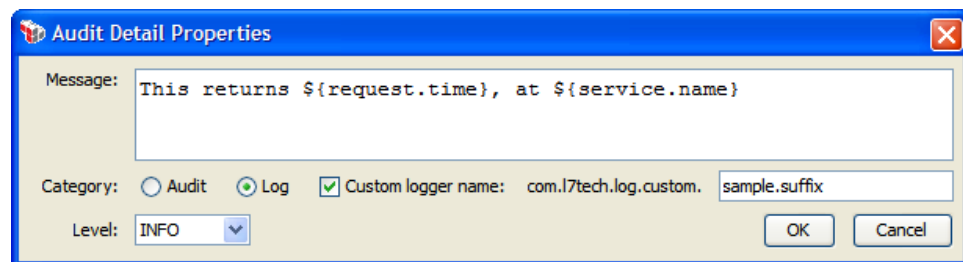 Audit Detail Properties
Message: This returns ${request.time}, at ${service.name}
Category: Audit Log Custom logger name: com.l7tech.log.custom. sample.suffix
Level: INFO OK Cancel